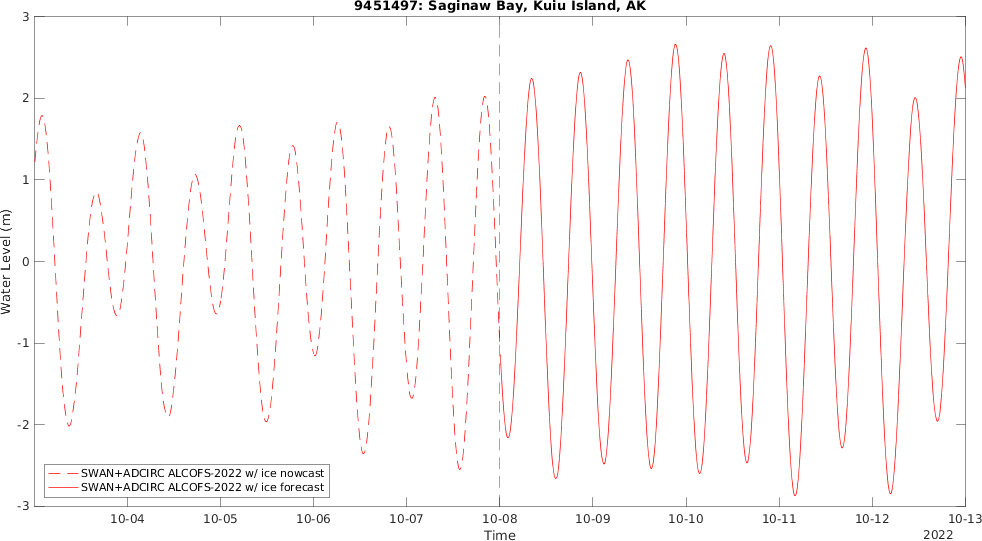 9451497: Saginaw Bay, Kuiu Island, AK
3
2
1
0
-1
-2
-3
Water Level (m)
SWAN+ADCIRC ALCOFS-2022 w/ ice nowcast
SWAN+ADCIRC ALCOFS-2022 w/ ice forecast
10-04 10-05 10-06 10-07 10-08 10-09 10-10 10-11 10-12 10-13
Time
2022